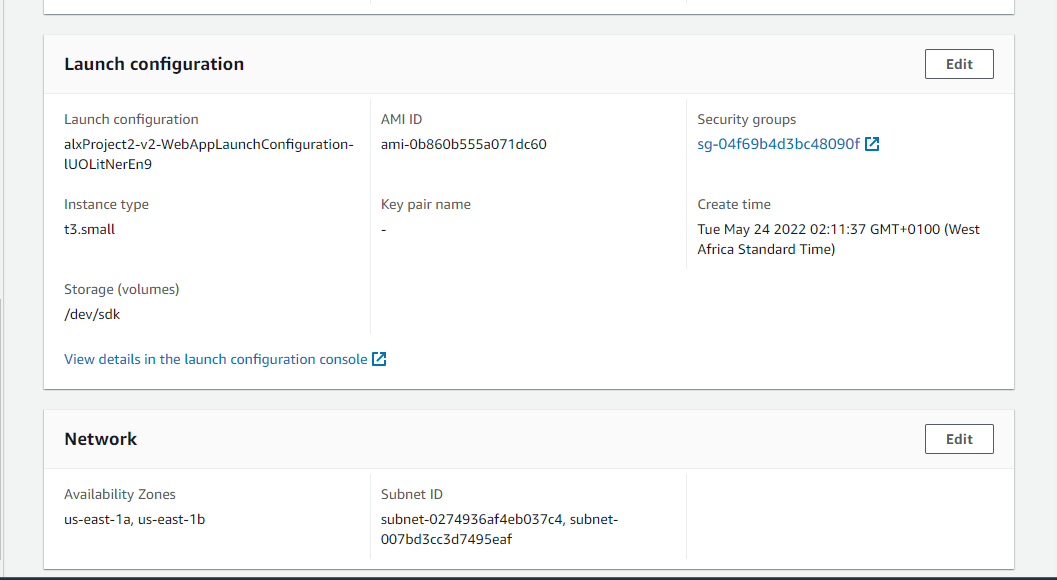 Launch configuration
Edit
Launch configuration
alxProject2-v2-WebAppLaunchConfiguration-
lUOLitNerEn9
AMI ID
ami-0b860b555a071dc60
Security groups
sg-04f69b4d3bc48090f
Instance type
t3.small
Key pair name
-
Create time
Tue May 24 2022 02:11:37 GMT+0100 (West
Africa Standard Time)
Storage (volumes)
/dev/sdk
View details in the launch configuration console
Network
Edit
Availability Zones
us-east-1a, us-east-1b
Subnet ID
subnet-0274936af4eb037c4, subnet-
007bd3cc3d7495eaf